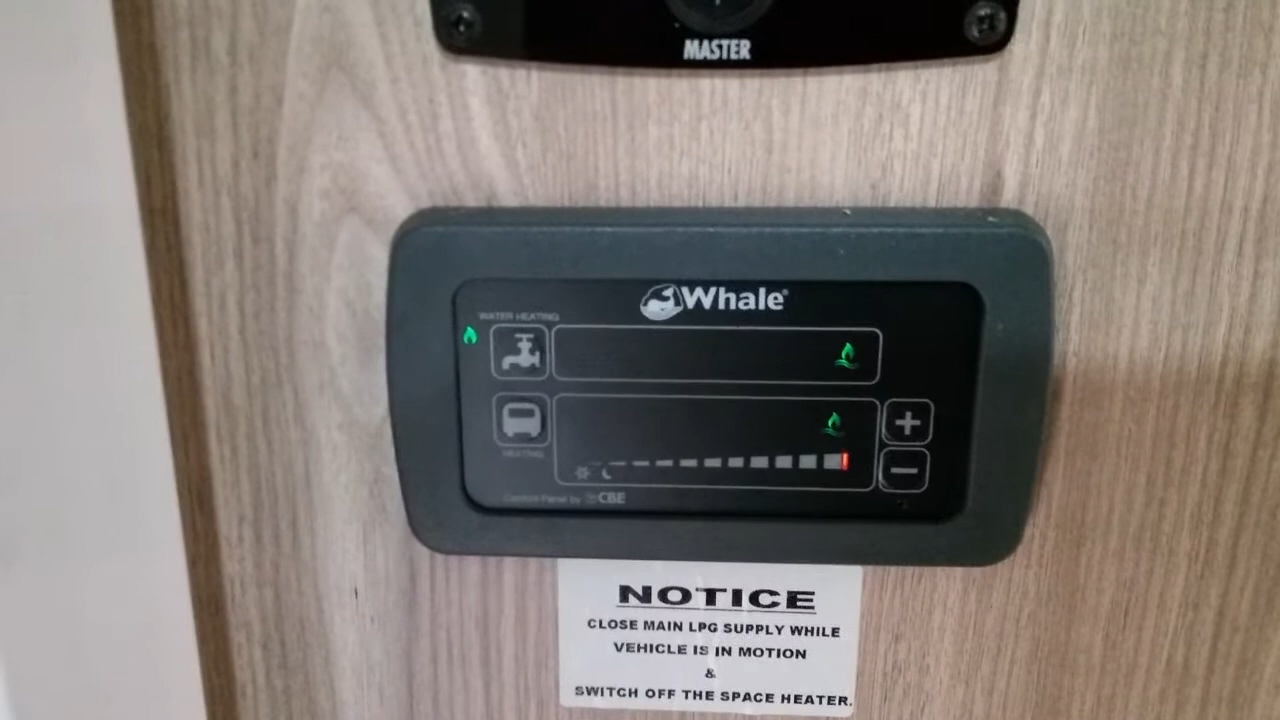 MASTER
Whale®
WATER HEATING
HEATING
Control Panel by CBE
NOTICE
CLOSE MAIN LPG SUPPLY WHILE
VEHICLE IS IN MOTION
&
SWITCH OFF THE SPACE HEATER.